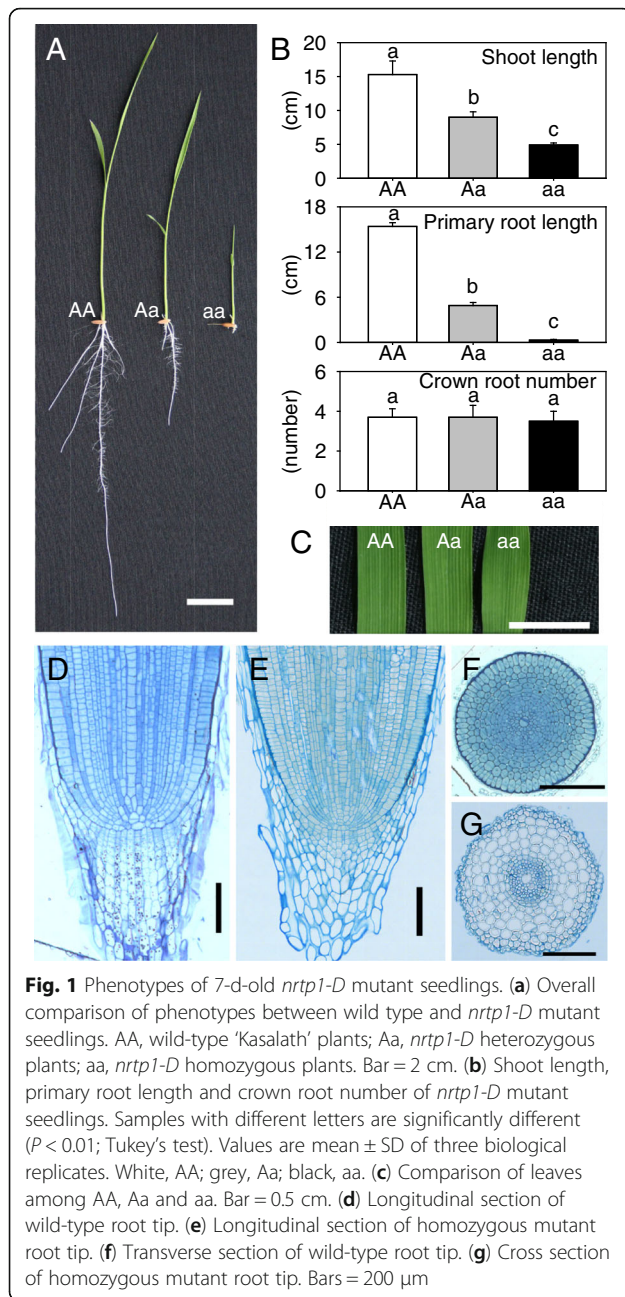 A
AA
Aa
aa
B
20
15
10
5
0
(cm)
Shoot length
a
b
c
AA Aa aa
18
12
6
0
(cm)
Primary root length
a
b
c
AA Aa aa
6
4
2
0
(number)
Crown root number
a
a
a
AA Aa aa
C
AA Aa aa
D
E
F
G
Fig. 1 Phenotypes of 7-d-old nrtp1-D mutant seedlings. (a) Overall
comparison of phenotypes between wild type and nrtp1-D mutant
seedlings. AA, wild-type ‘Kasalath’ plants; Aa, nrtp1-D heterozygous
plants; aa, nrtp1-D homozygous plants. Bar = 2 cm. (b) Shoot length,
primary root length and crown root number of nrtp1-D mutant
seedlings. Samples with different letters are significantly different
(P < 0.01; Tukey’s test). Values are mean ± SD of three biological
replicates. White, AA; grey, Aa; black, aa. (c) Comparison of leaves
among AA, Aa and aa. Bar = 0.5 cm. (d) Longitudinal section of
wild-type root tip. (e) Longitudinal section of homozygous mutant
root tip. (f) Transverse section of wild-type root tip. (g) Cross section
of homozygous mutant root tip. Bars = 200 μm